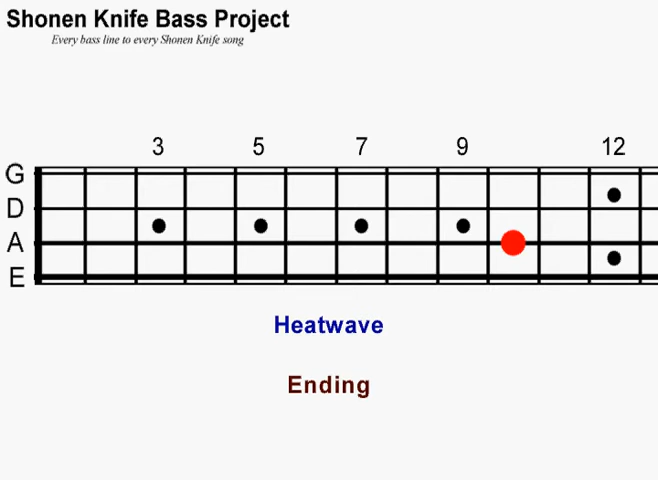 Shonen Knife Bass Project
Every bass line to every Shonen Knife song
3 5 7 9 12
G
D
A
E
Heatwave
Ending